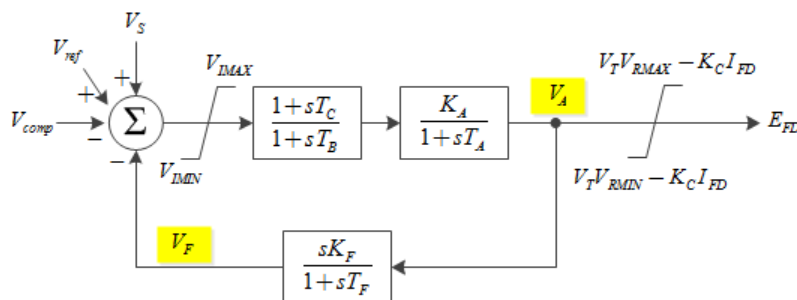 V_S
V_ref
V_IMAX
V_T V_RMAX − K_C I_FD
+
+
V_comp
−
Σ
−
1+sT_C
1+sT_B
K_A
1+sT_A
V_A
E_FD
V_IMIN
V_T V_RMIN − K_C I_FD
V_F
sK_F
1+sT_F